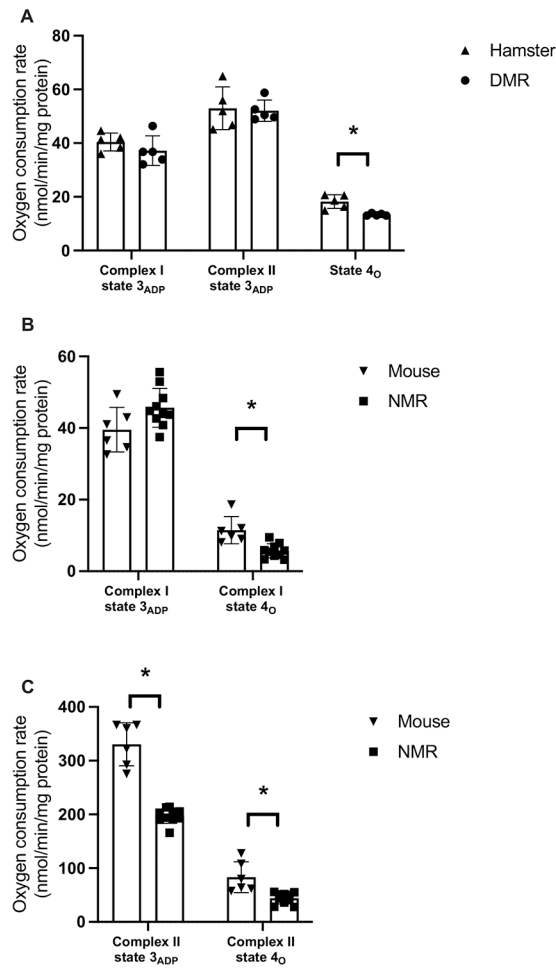 A
Oxygen consumption rate
(nmol/min/mg protein)
80
60
40
20
0
Complex I
state 3ADP
Complex II
state 3ADP
State 4O
*
Hamster
DMR
B
Oxygen consumption rate
(nmol/min/mg protein)
60
40
20
0
Complex I
state 3ADP
Complex I
state 4O
*
Mouse
NMR
C
Oxygen consumption rate
(nmol/min/mg protein)
400
300
200
100
0
Complex II
state 3ADP
Complex II
state 4O
*
*
Mouse
NMR